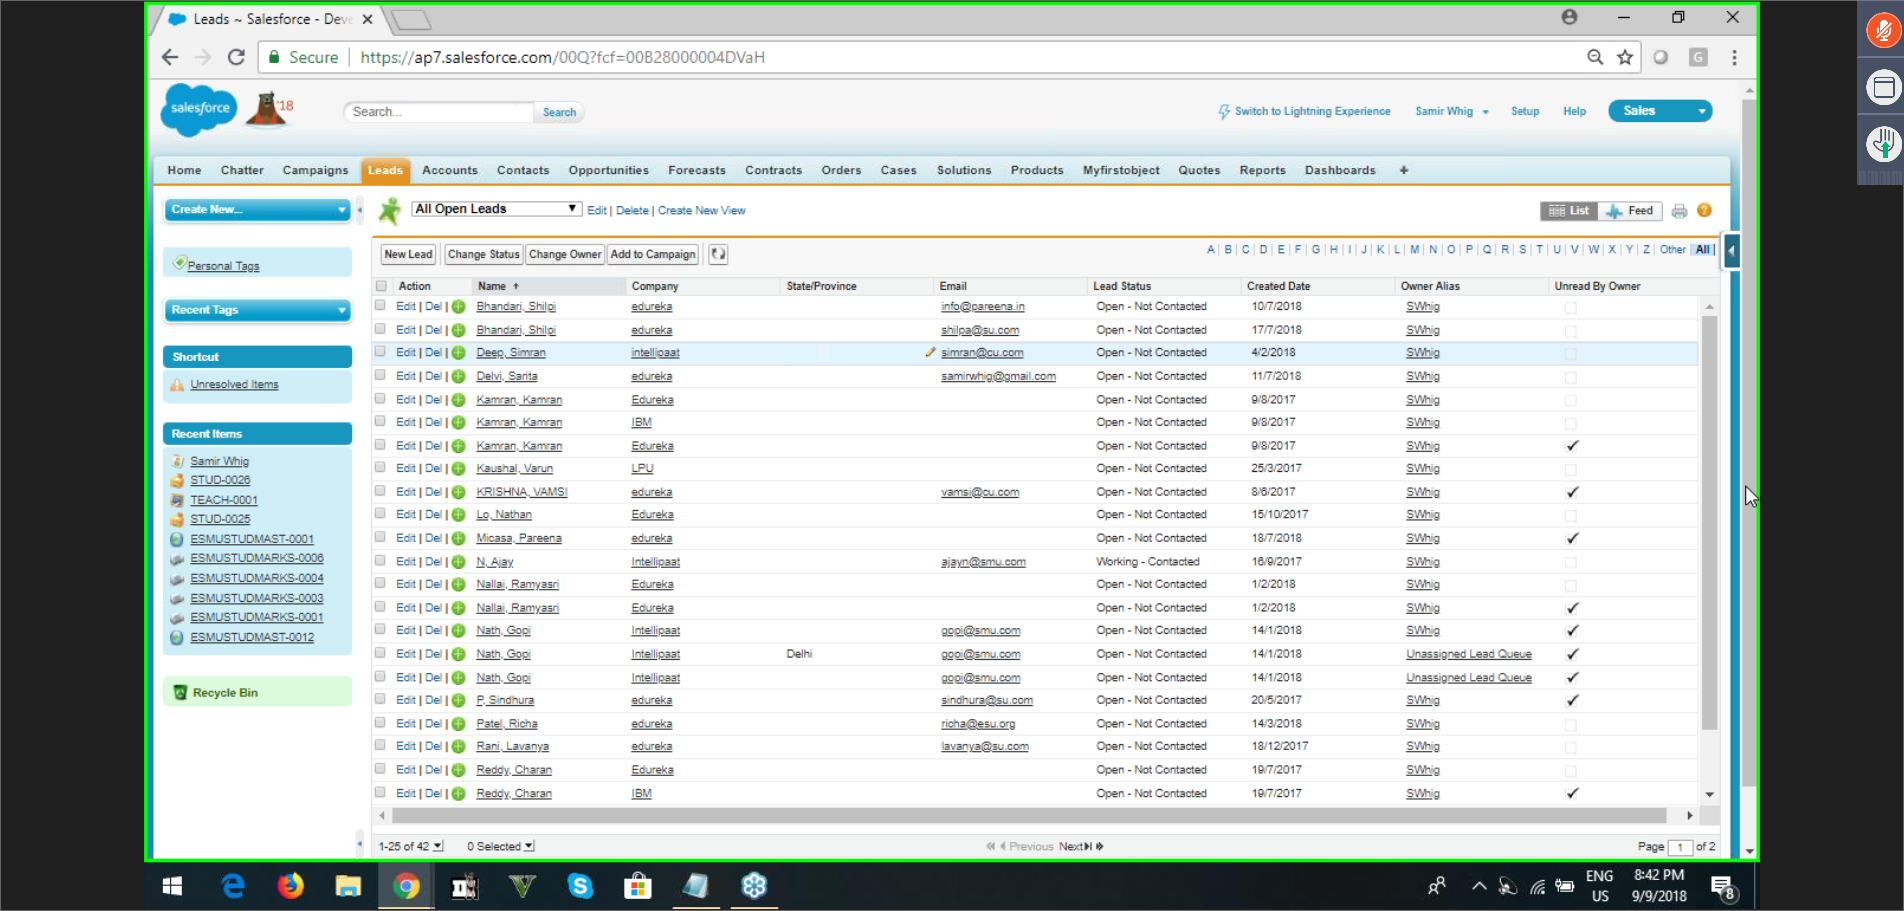 Leads ~ Salesforce - Deve
Secure https://ap7.salesforce.com/00Q?fcf=00B28000004DVaH
salesforce '18 Search... Search Switch to Lightning Experience Samir Whig Setup Help Sales
Home Chatter Campaigns Leads Accounts Contacts Opportunities Forecasts Contracts Orders Cases Solutions Products Myfirstobject Quotes Reports Dashboards +
Create New...
All Open Leads Edit | Delete | Create New View List Feed
New Lead Change Status Change Owner Add to Campaign A B C D E F G H I J K L M N O P Q R S T U V W X Y Z Other All
Personal Tags
Recent Tags
Shortcut
Unresolved Items
Recent Items
Samir Whig
STUD-0026
TEACH-0001
STUD-0025
ESMUSTUDMAST-0001
ESMUSTUDMARKS-0006
ESMUSTUDMARKS-0004
ESMUSTUDMARKS-0003
ESMUSTUDMARKS-0001
ESMUSTUDMAST-0012
Recycle Bin
Action Name Company State/Province Email Lead Status Created Date Owner Alias Unread By Owner
Edit | Del | Bhandari, Shilpi edureka info@pareena.in Open - Not Contacted 10/7/2018 SWhig
Edit | Del | Bhandari, Shilpi edureka shilpa@su.com Open - Not Contacted 17/7/2018 SWhig
Edit | Del | Deep, Simran intellipaat simran@cu.com Open - Not Contacted 4/2/2018 SWhig
Edit | Del | Delvi, Sarita edureka samirwhig@gmail.com Open - Not Contacted 11/7/2018 SWhig
Edit | Del | Kamran, Kamran Edureka Open - Not Contacted 9/8/2017 SWhig
Edit | Del | Kamran, Kamran IBM Open - Not Contacted 9/8/2017 SWhig
Edit | Del | Kamran, Kamran Edureka Open - Not Contacted 9/8/2017 SWhig ✓
Edit | Del | Kaushal, Varun LPU Open - Not Contacted 25/3/2017 SWhig
Edit | Del | KRISHNA, VAMSI edureka vamsi@cu.com Open - Not Contacted 8/6/2017 SWhig ✓
Edit | Del | Lo, Nathan Edureka Open - Not Contacted 15/10/2017 SWhig
Edit | Del | Micasa, Pareena edureka Open - Not Contacted 18/7/2018 SWhig ✓
Edit | Del | N, Ajay Intellipaat ajayn@smu.com Working - Contacted 16/9/2017 SWhig
Edit | Del | Nallai, Ramyasri Edureka Open - Not Contacted 1/2/2018 SWhig
Edit | Del | Nallai, Ramyasri Edureka Open - Not Contacted 1/2/2018 SWhig ✓
Edit | Del | Nath, Gopi Intellipaat gopi@smu.com Open - Not Contacted 14/1/2018 SWhig ✓
Edit | Del | Nath, Gopi Intellipaat Delhi gopi@smu.com Open - Not Contacted 14/1/2018 Unassigned Lead Queue ✓
Edit | Del | Nath, Gopi Intellipaat gopi@smu.com Open - Not Contacted 14/1/2018 Unassigned Lead Queue ✓
Edit | Del | P, Sindhura edureka sindhura@su.com Open - Not Contacted 20/5/2017 SWhig ✓
Edit | Del | Patel, Richa edureka richa@esu.org Open - Not Contacted 14/3/2018 SWhig
Edit | Del | Rani, Lavanya edureka lavanya@su.com Open - Not Contacted 18/12/2017 SWhig
Edit | Del | Reddy, Charan Edureka Open - Not Contacted 19/7/2017 SWhig
Edit | Del | Reddy, Charan IBM Open - Not Contacted 19/7/2017 SWhig ✓
1-25 of 42 0 Selected Previous Next Page 1 of 2
ENG 8:42 PM
US 9/9/2018 8